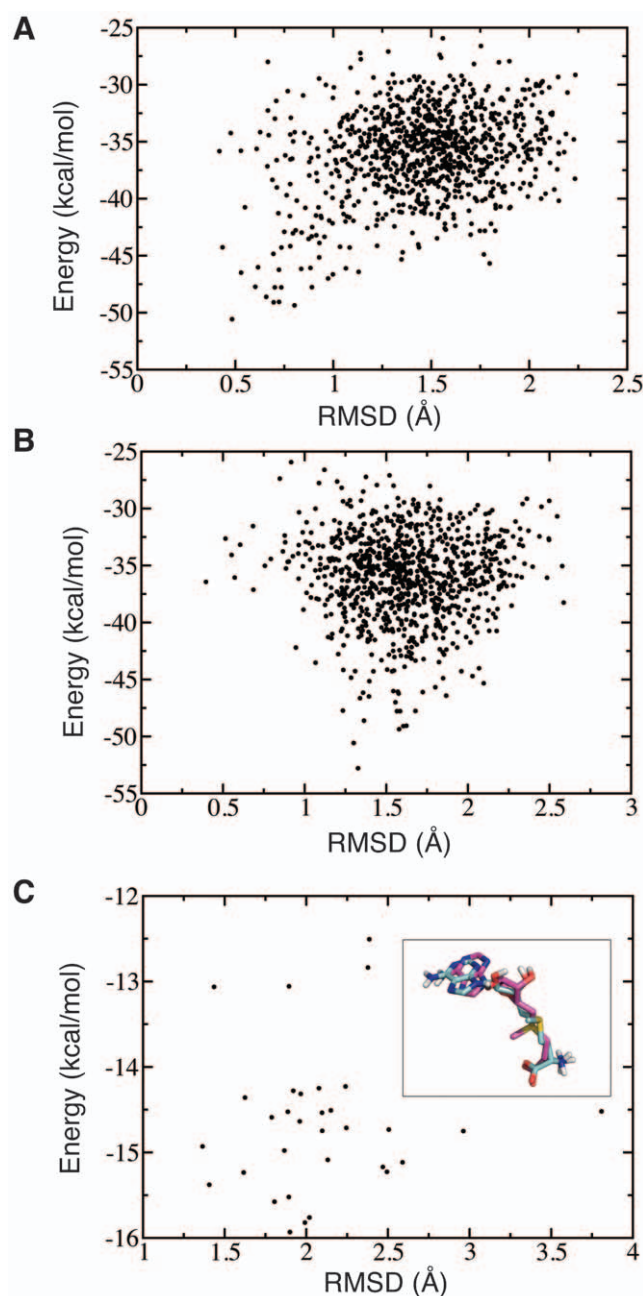 A
-25
-30
-35
-40
-45
-50
-55
Energy (kcal/mol)
0 0.5 1 1.5 2 2.5
RMSD (Å)
B
-25
-30
-35
-40
-45
-50
-55
Energy (kcal/mol)
0 0.5 1 1.5 2 2.5 3
RMSD (Å)
C
-12
-13
-14
-15
-16
Energy (kcal/mol)
1 1.5 2 2.5 3 3.5 4
RMSD (Å)